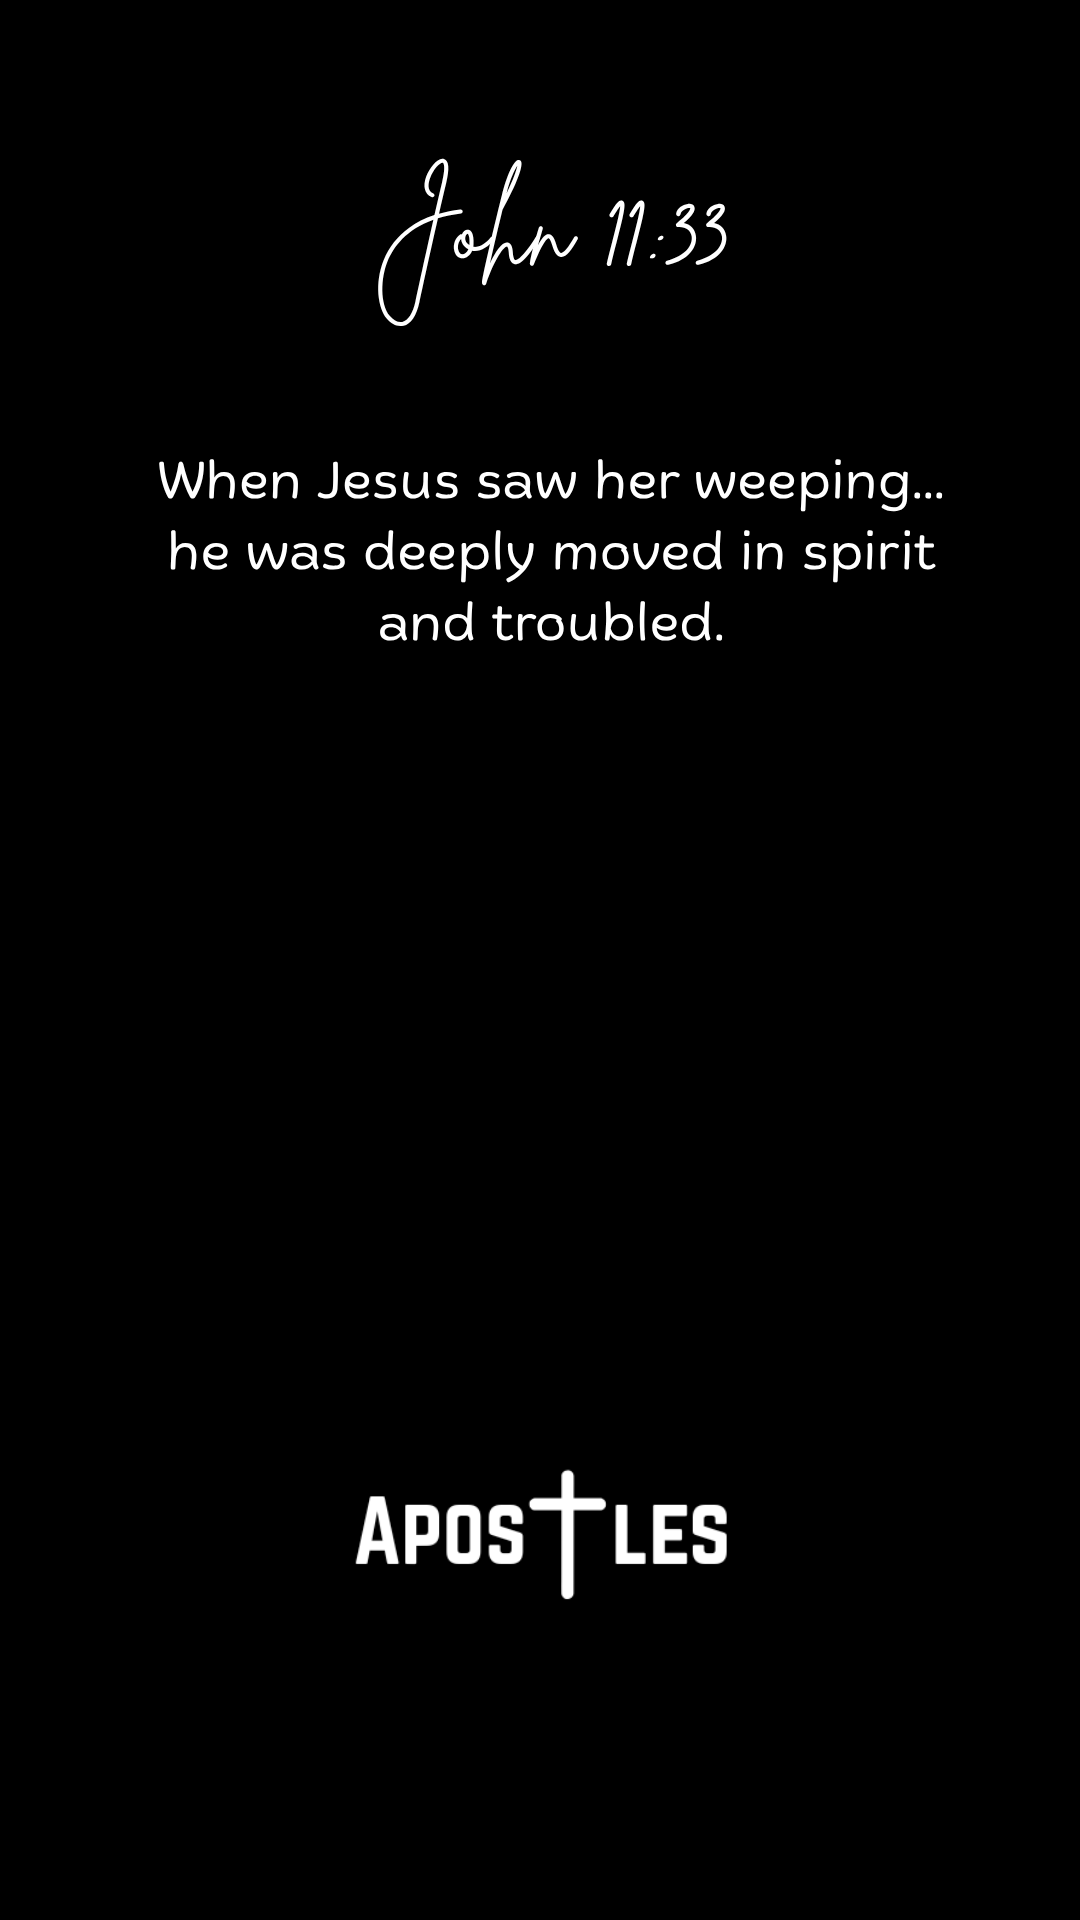 John 11:33
When Jesus saw her weeping...
he was deeply moved in spirit
and troubled.
APOSTLES